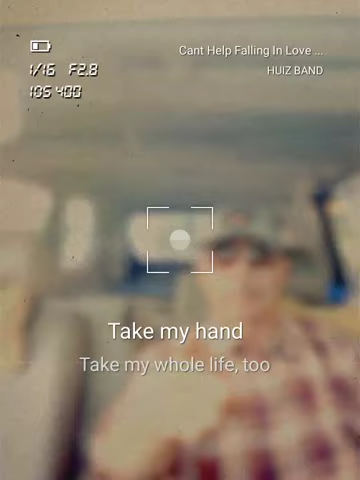 Cant Help Falling In Love ...
1/16 F2.8
HUIZ BAND
105 400
Take my hand
Take my whole life, too